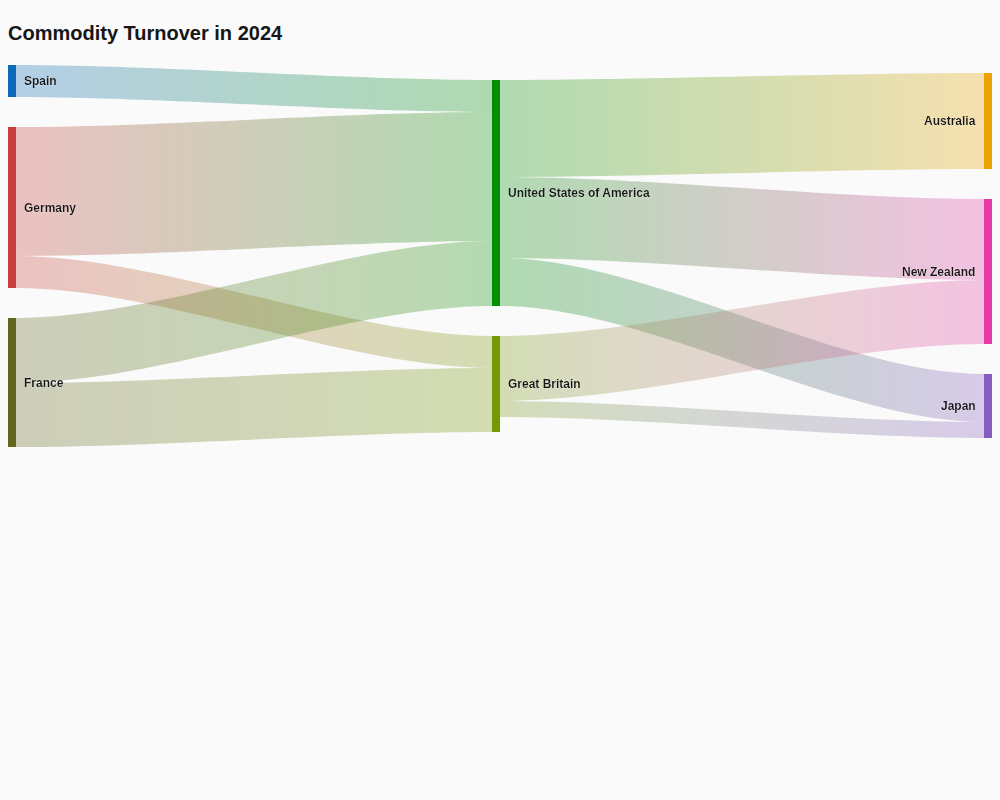 Commodity Turnover in 2024
Spain
Germany
France
United States of America
Great Britain
Australia
New Zealand
Japan